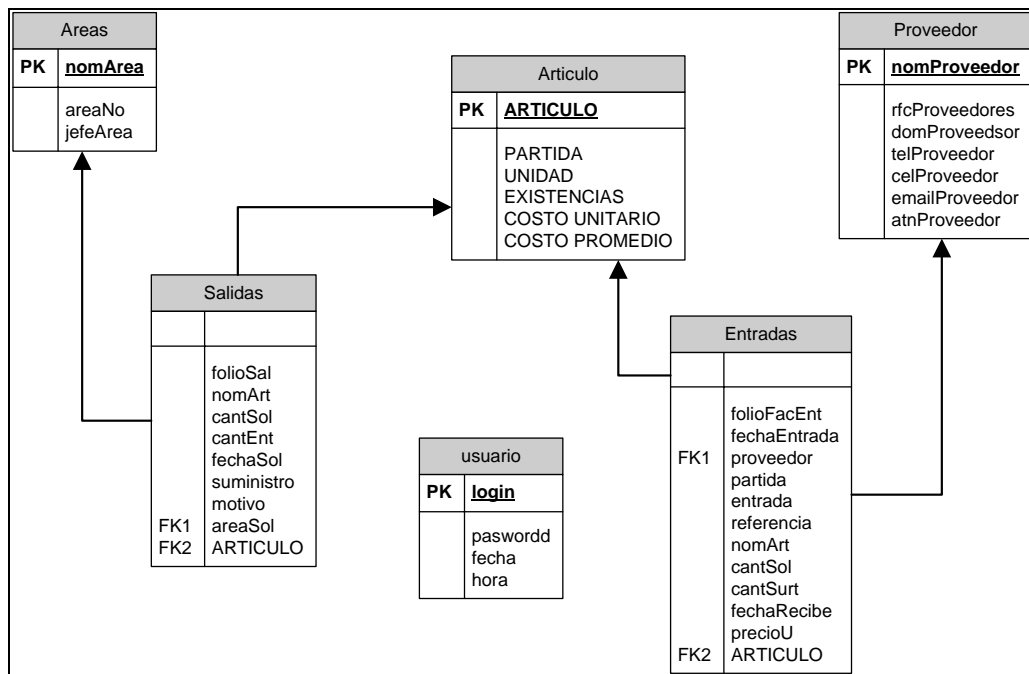 Areas
PK nomArea
areaNo
jefeArea
Articulo
PK ARTICULO
PARTIDA
UNIDAD
EXISTENCIAS
COSTO UNITARIO
COSTO PROMEDIO
Proveedor
PK nomProveedor
rfcProveedores
domProveedsor
telProveedor
celProveedor
emailProveedor
atnProveedor
Salidas
folioSal
nomArt
cantSol
cantEnt
fechaSol
suministro
motivo
FK1 areaSol
FK2 ARTICULO
usuario
PK login
paswordd
fecha
hora
Entradas
folioFacEnt
fechaEntrada
FK1 proveedor
partida
entrada
referencia
nomArt
cantSol
cantSurt
fechaRecibe
precioU
FK2 ARTICULO